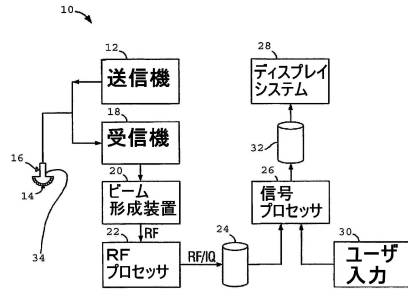 10
12
送信機
18
受信機
16
14
34
20
ビーム
形成装置
RF
22
RF
プロセッサ
RF/IQ
24
28
ディスプレイ
システム
32
26
信号
プロセッサ
30
ユーザ
入力